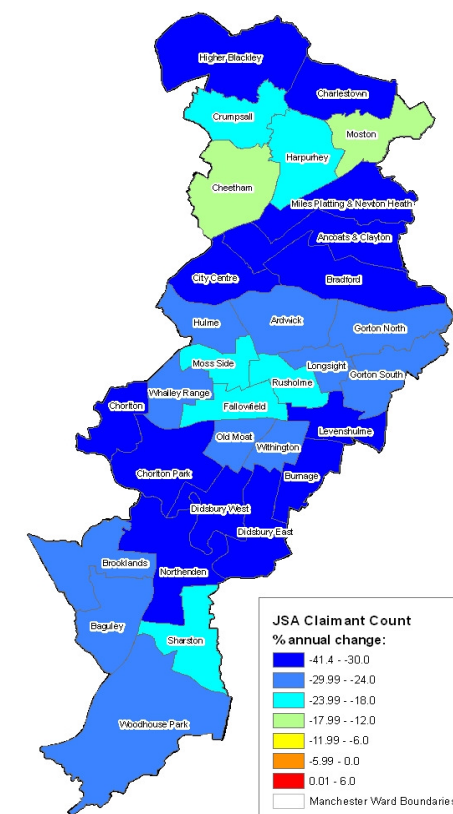 Higher Blackley
Charlestown
Crumpsall
Moston
Harpurhey
Cheetham
Miles Platting & Newton Heath
Ancoats & Clayton
City Centre
Bradford
Hulme
Ardwick
Gorton North
Moss Side
Longsight
Gorton South
Rusholme
Whalley Range
Chorlton
Fallowfield
Levenshulme
Old Moat
Withington
Chorlton Park
Burnage
Didsbury West
Didsbury East
Brooklands
Northenden
Baguley
Sharston
Woodhouse Park
JSA Claimant Count
% annual change:
-41.4 - -30.0
-29.99 - -24.0
-23.99 - -18.0
-17.99 - -12.0
-11.99 - -6.0
-5.99 - 0.0
0.01 - 6.0
Manchester Ward Boundaries